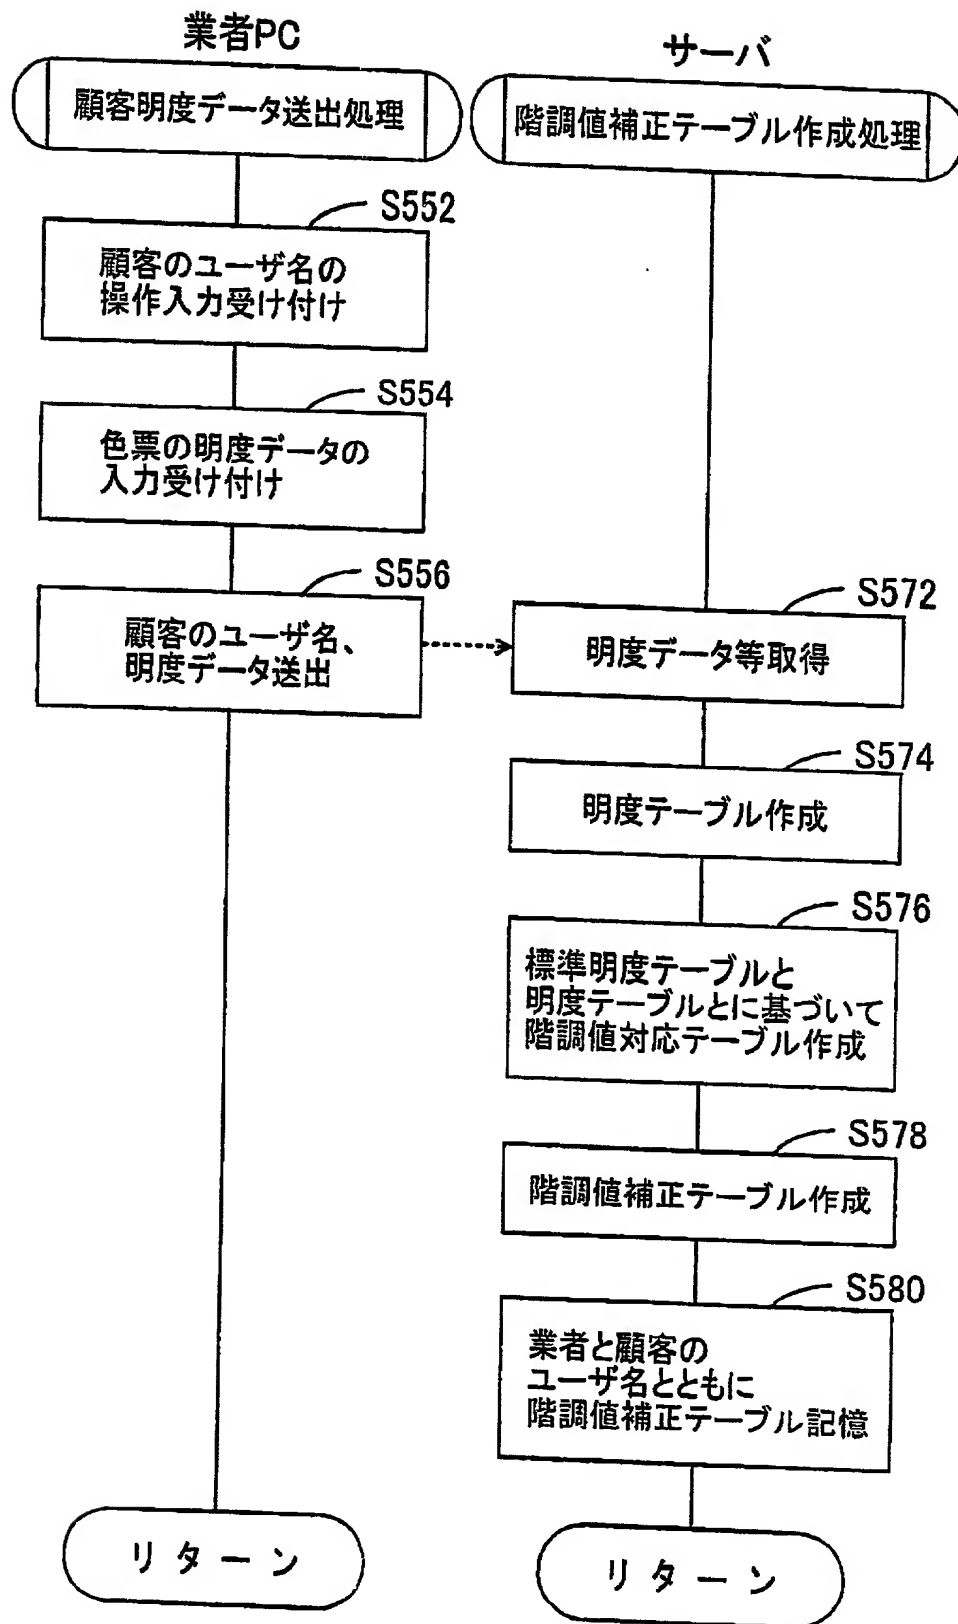 業者PC
顧客明度データ送出処理
S552
顧客のユーザ名の
操作入力受け付け
S554
色票の明度データの
入力受け付け
S556
顧客のユーザ名、
明度データ送出
リターン
サーバ
階調値補正テーブル作成処理
S572
明度データ等取得
S574
明度テーブル作成
S576
標準明度テーブルと
明度テーブルとに基づいて
階調値対応テーブル作成
S578
階調値補正テーブル作成
S580
業者と顧客の
ユーザ名とともに
階調値補正テーブル記憶
リターン